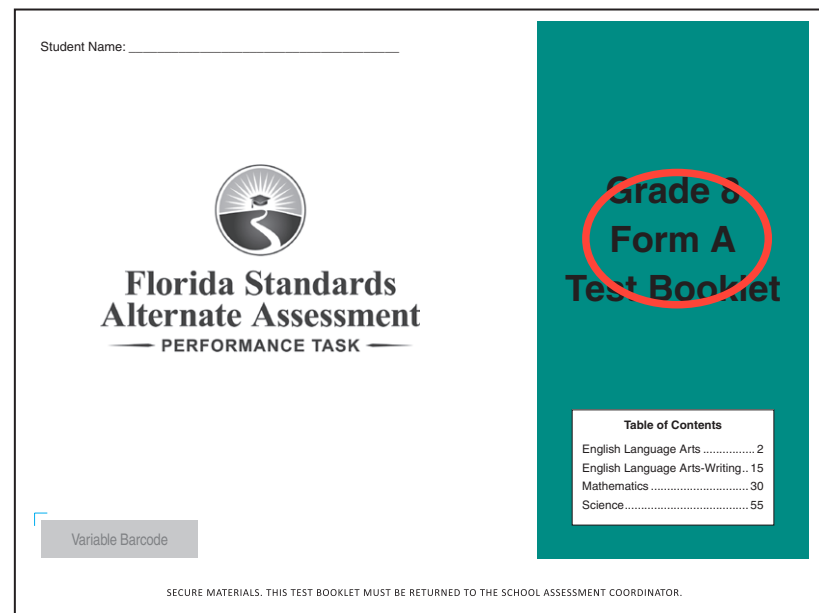 Student Name: ________________________________________
Florida Standards
Alternate Assessment
PERFORMANCE TASK
Grade 8
Form A
Test Booklet
Table of Contents
English Language Arts ................ 2
English Language Arts-Writing.. 15
Mathematics ............................. 30
Science..................................... 55
Variable Barcode
SECURE MATERIALS. THIS TEST BOOKLET MUST BE RETURNED TO THE SCHOOL ASSESSMENT COORDINATOR.